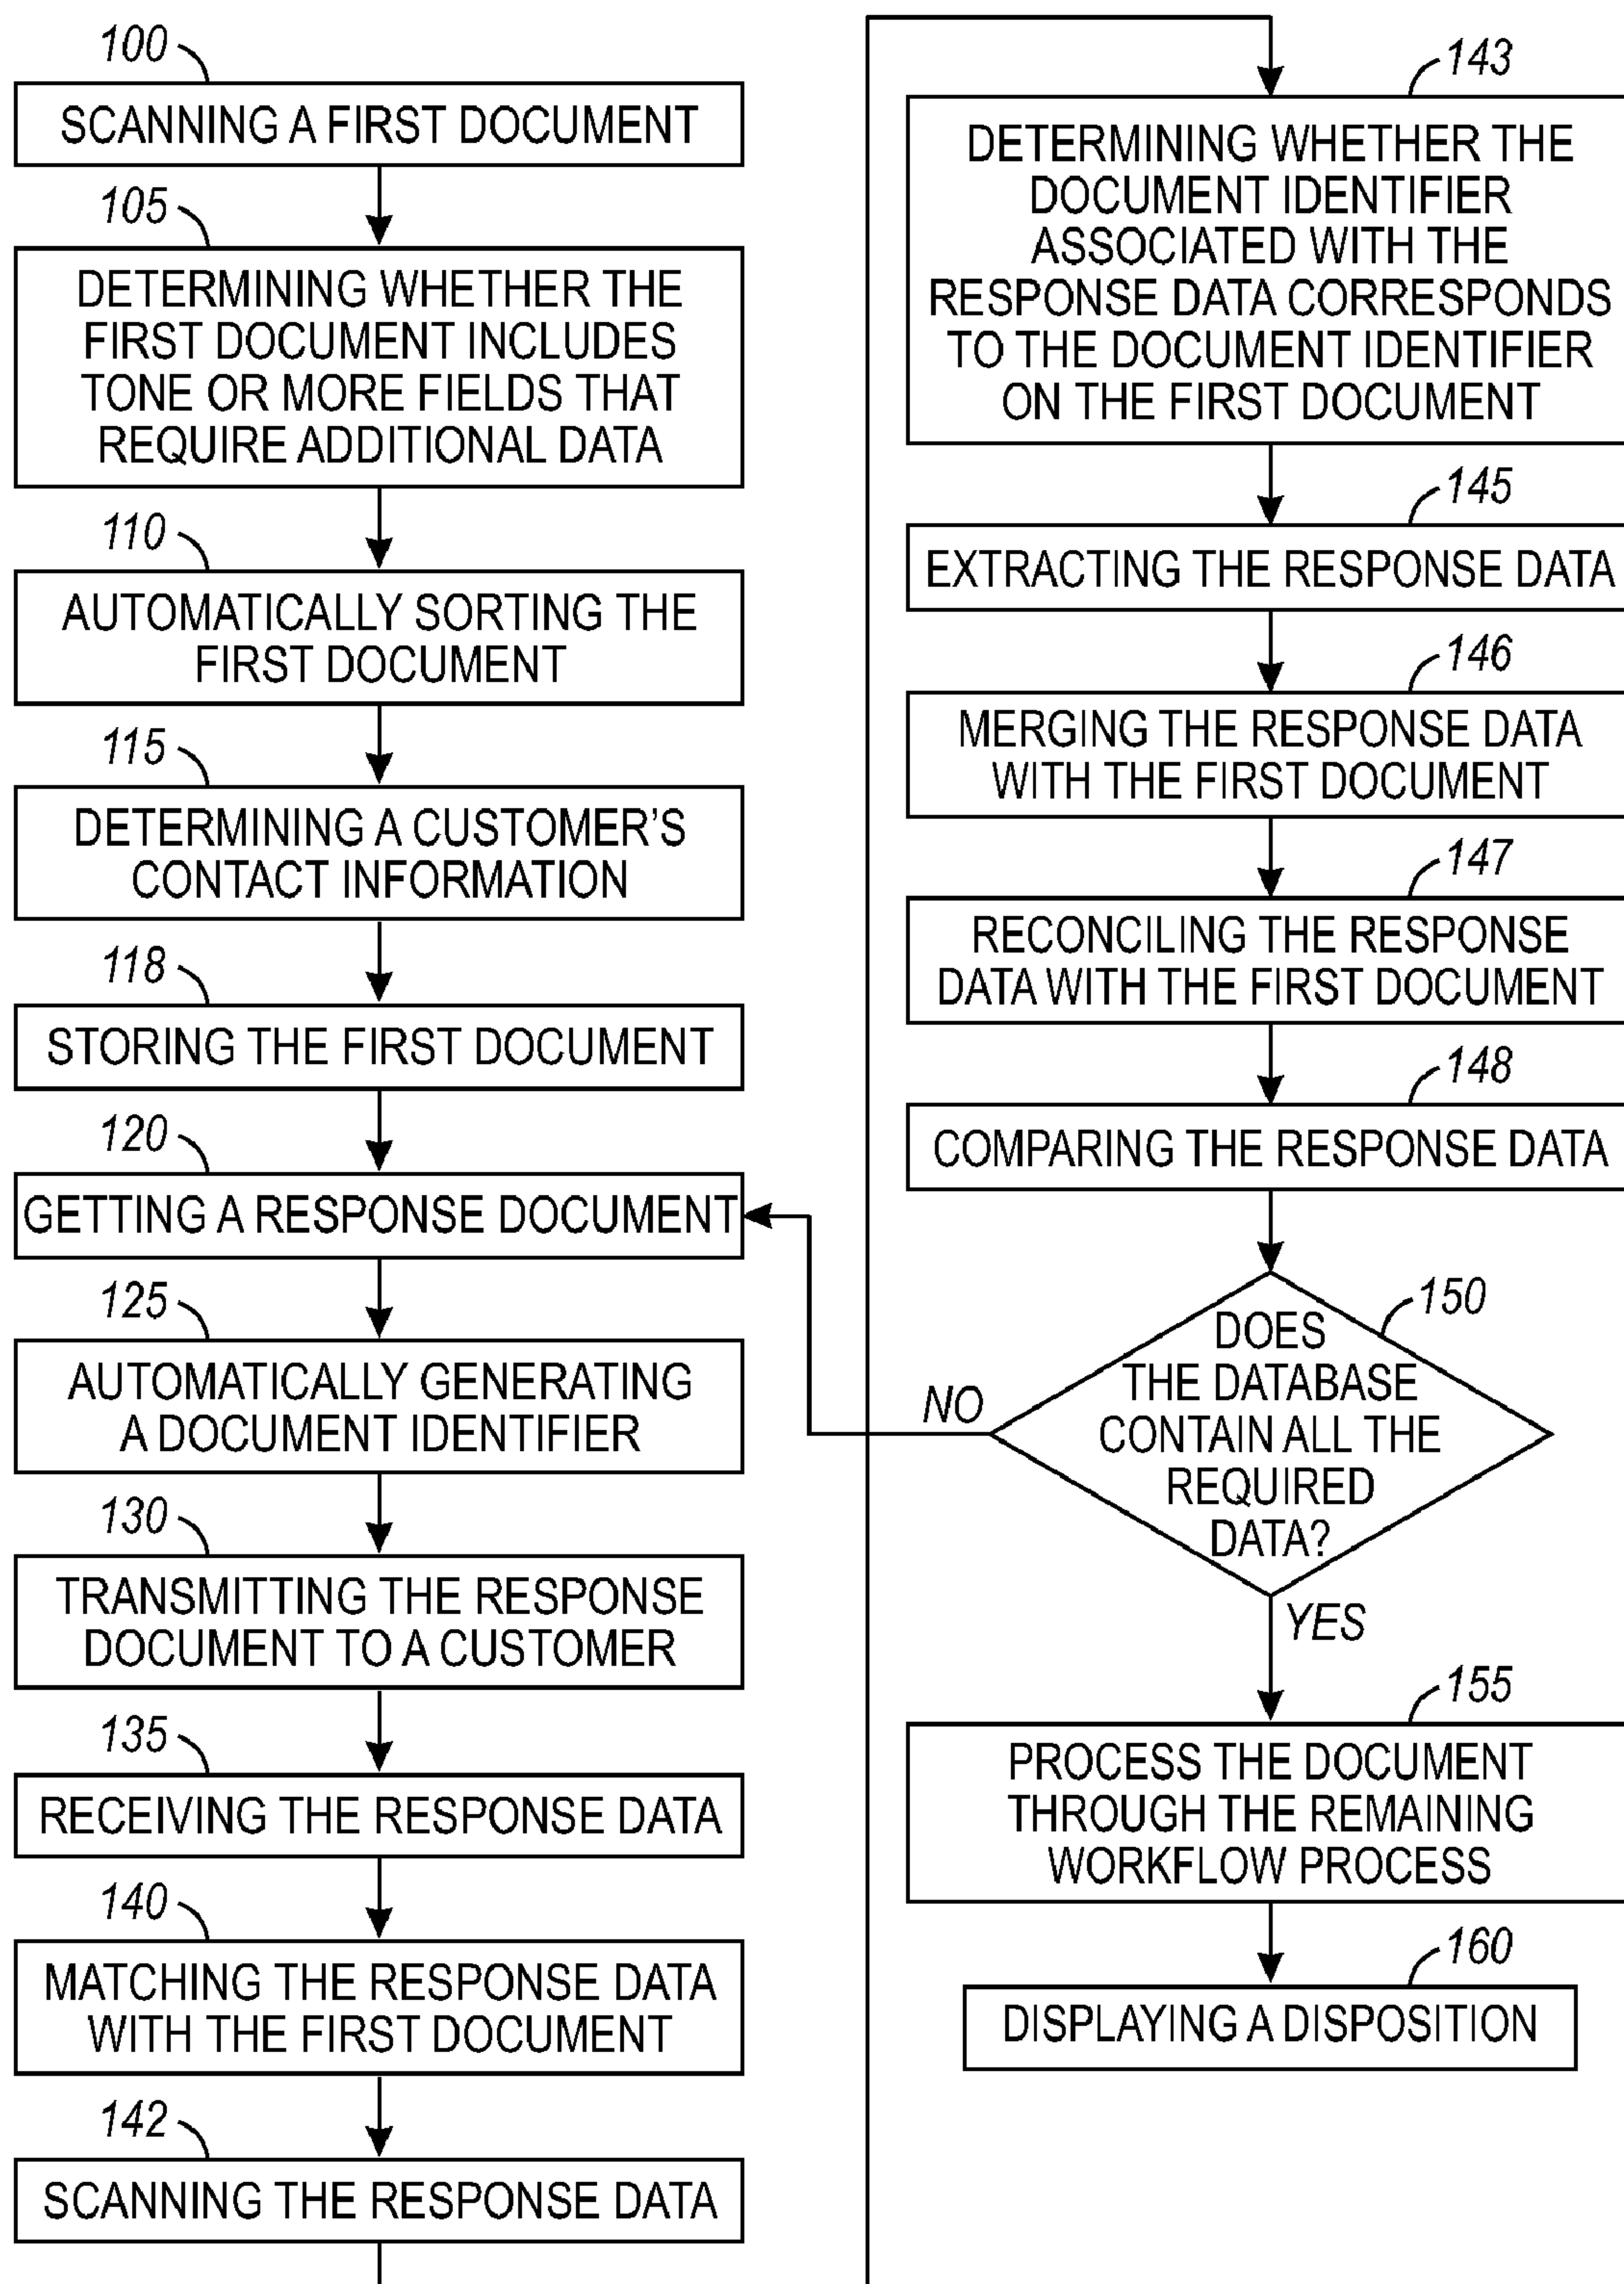 100
SCANNING A FIRST DOCUMENT
105
DETERMINING WHETHER THE
FIRST DOCUMENT INCLUDES
TONE OR MORE FIELDS THAT
REQUIRE ADDITIONAL DATA
110
AUTOMATICALLY SORTING THE
FIRST DOCUMENT
115
DETERMINING A CUSTOMER'S
CONTACT INFORMATION
118
STORING THE FIRST DOCUMENT
120
GETTING A RESPONSE DOCUMENT
125
AUTOMATICALLY GENERATING
A DOCUMENT IDENTIFIER
130
TRANSMITTING THE RESPONSE
DOCUMENT TO A CUSTOMER
135
RECEIVING THE RESPONSE DATA
140
MATCHING THE RESPONSE DATA
WITH THE FIRST DOCUMENT
142
SCANNING THE RESPONSE DATA
143
DETERMINING WHETHER THE
DOCUMENT IDENTIFIER
ASSOCIATED WITH THE
RESPONSE DATA CORRESPONDS
TO THE DOCUMENT IDENTIFIER
ON THE FIRST DOCUMENT
145
EXTRACTING THE RESPONSE DATA
146
MERGING THE RESPONSE DATA
WITH THE FIRST DOCUMENT
147
RECONCILING THE RESPONSE
DATA WITH THE FIRST DOCUMENT
148
COMPARING THE RESPONSE DATA
150
DOES
THE DATABASE
CONTAIN ALL THE
REQUIRED
DATA?
NO
YES
155
PROCESS THE DOCUMENT
THROUGH THE REMAINING
WORKFLOW PROCESS
160
DISPLAYING A DISPOSITION